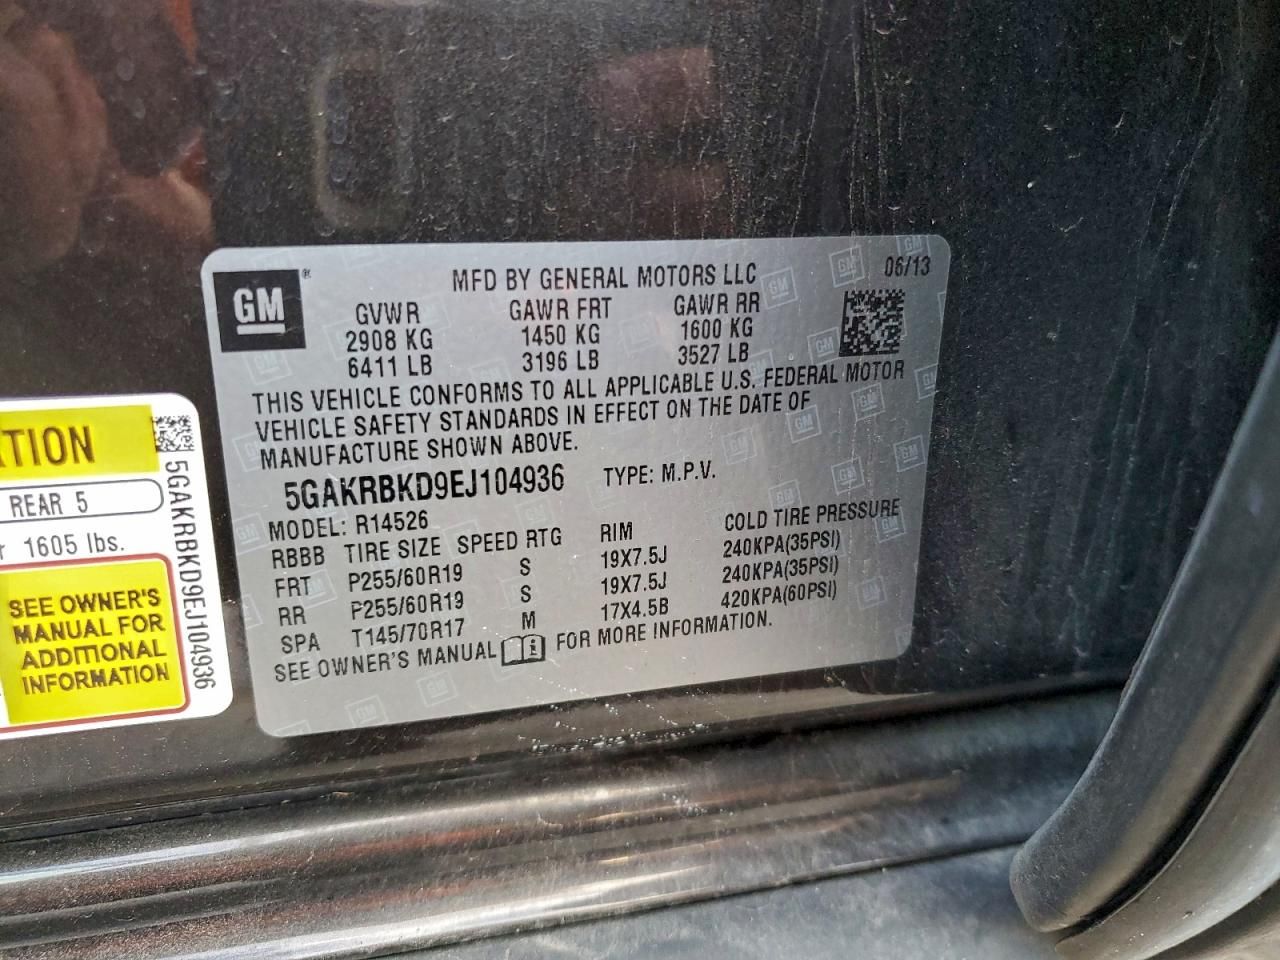 GM
MFD BY GENERAL MOTORS LLC
06/13
GVWR GAWR FRT GAWR RR
2908 KG 1450 KG 1600 KG
6411 LB 3196 LB 3527 LB
THIS VEHICLE CONFORMS TO ALL APPLICABLE U.S. FEDERAL MOTOR
VEHICLE SAFETY STANDARDS IN EFFECT ON THE DATE OF
MANUFACTURE SHOWN ABOVE.
5GAKRBKD9EJ104936 TYPE: M.P.V.
MODEL: R14526
RBBB TIRE SIZE SPEED RTG RIM COLD TIRE PRESSURE
FRT P255/60R19 S 19X7.5J 240KPA(35PSI)
RR P255/60R19 S 19X7.5J 240KPA(35PSI)
SPA T145/70R17 M 17X4.5B 420KPA(60PSI)
SEE OWNER'S MANUAL FOR MORE INFORMATION.
REAR 5
1605 lbs.
SEE OWNER'S
MANUAL FOR
ADDITIONAL
INFORMATION
5GAKRBKD9EJ104936